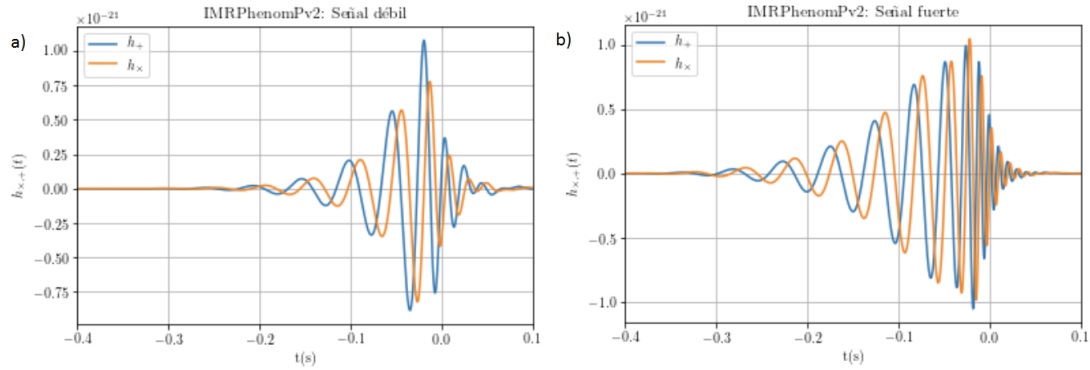 a)
IMRPhenomPv2: Señal débil
×10−21
h+
h×
1.00
0.75
0.50
0.25
0.00
−0.25
−0.50
−0.75
h×,+(t)
−0.4
−0.3
−0.2
−0.1
0.0
0.1
t(s)
b)
IMRPhenomPv2: Señal fuerte
×10−21
h+
h×
1.0
0.5
0.0
−0.5
−1.0
h×,+(t)
−0.4
−0.3
−0.2
−0.1
0.0
0.1
t(s)